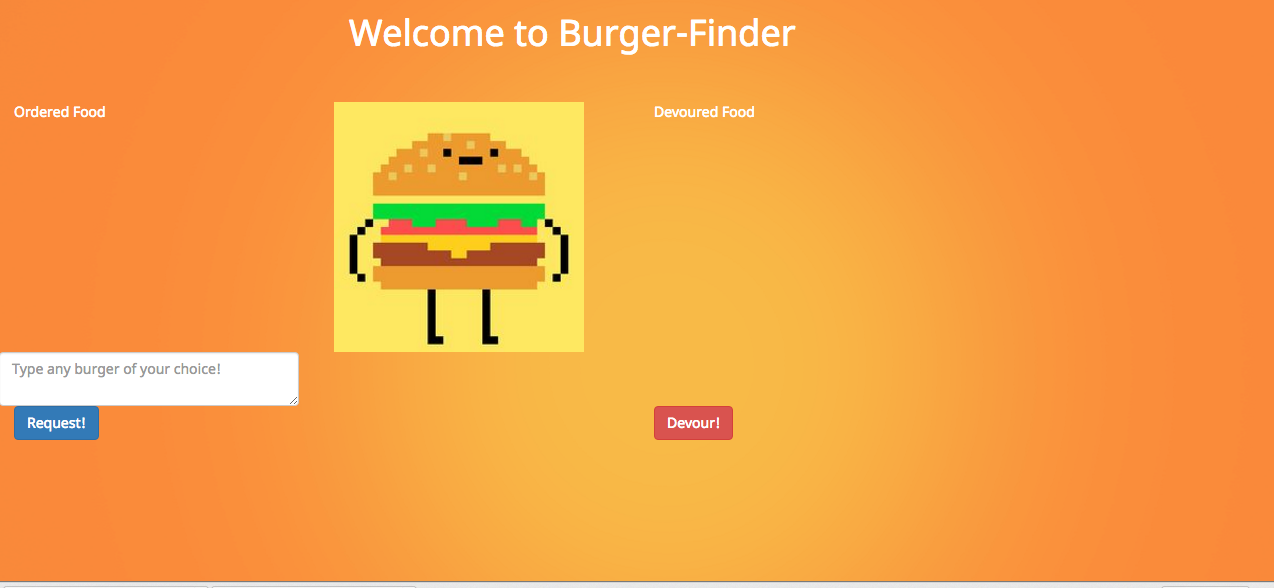 Welcome to Burger-Finder
Ordered Food
Devoured Food
Type any burger of your choice!
Request!
Devour!